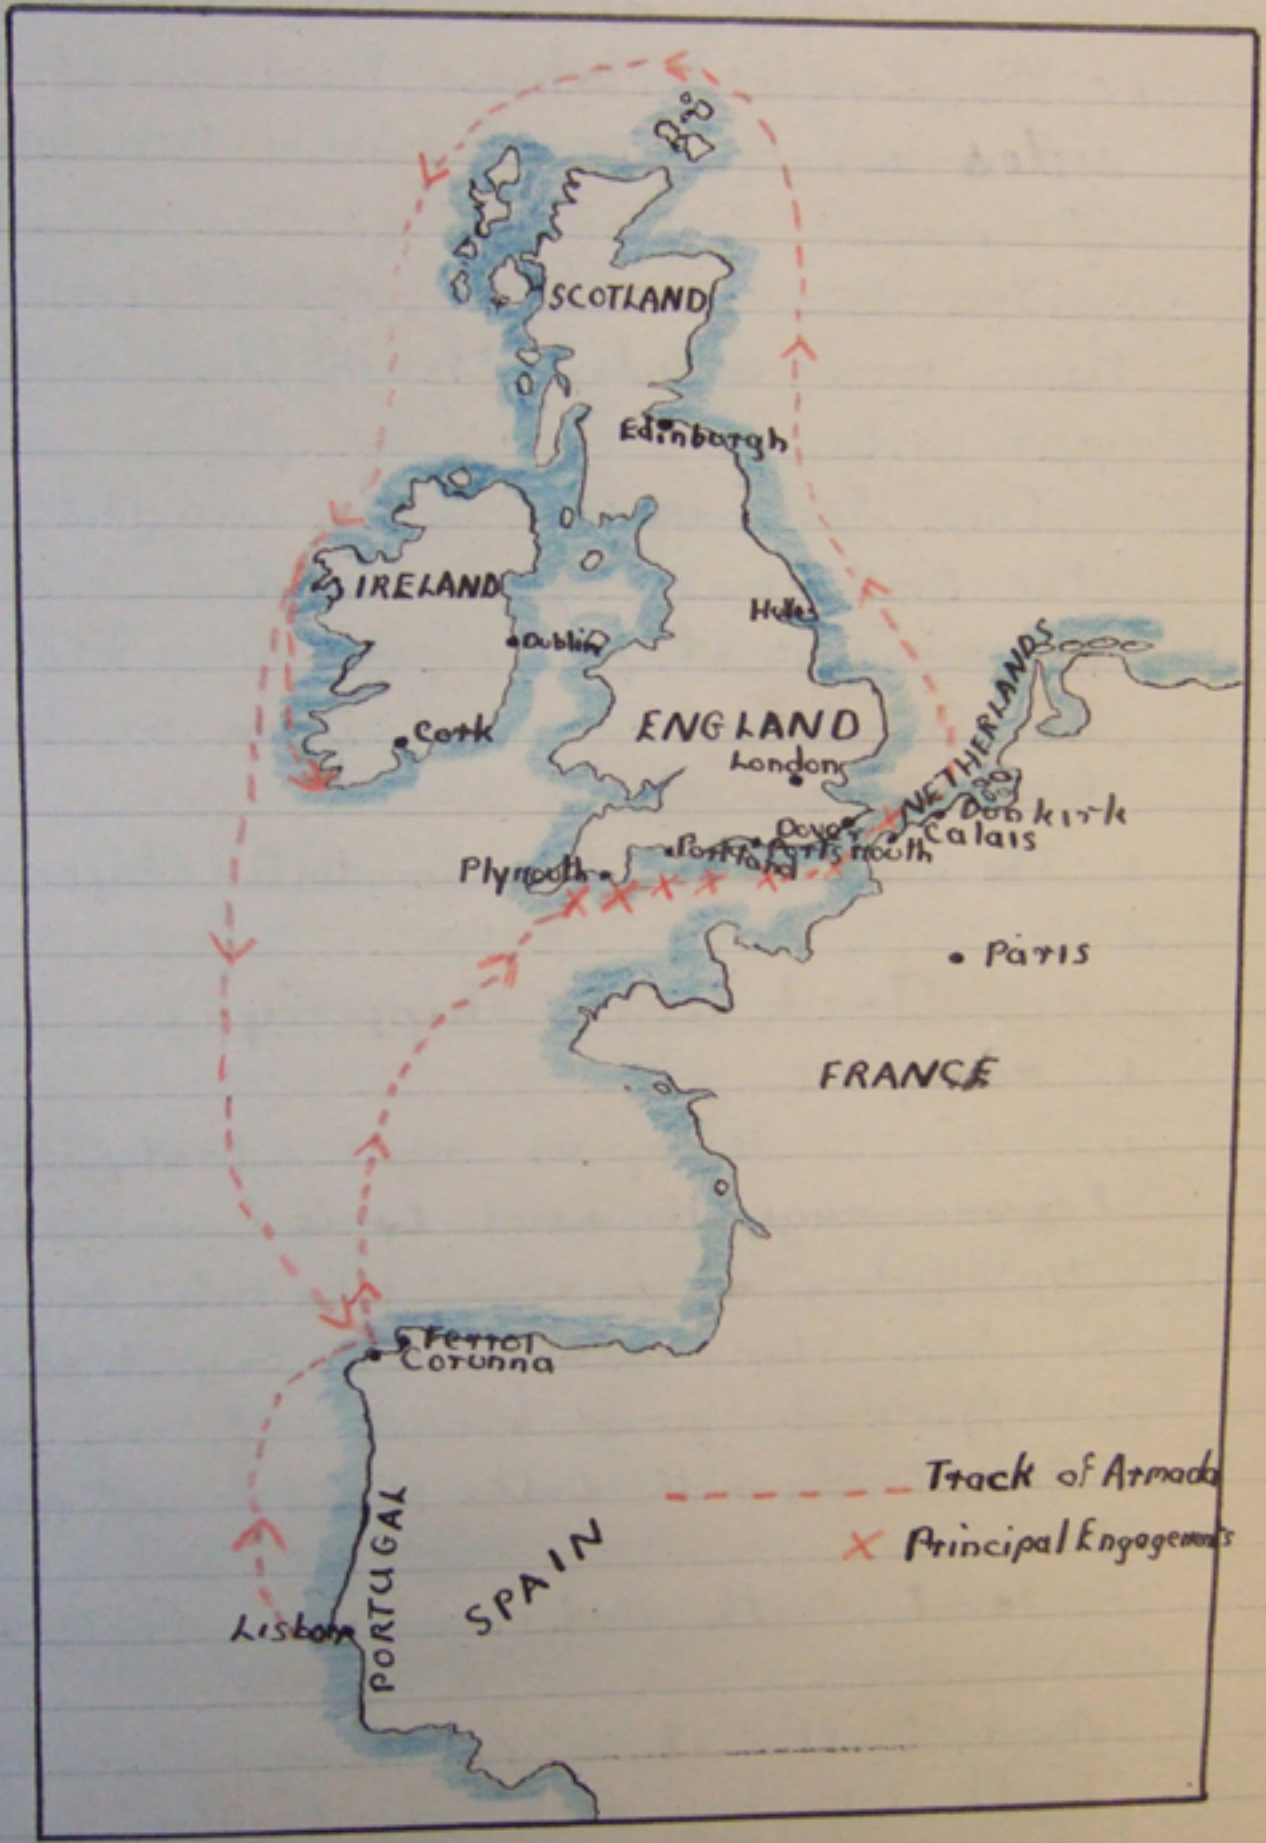 SCOTLAND
Edinburgh
IRELAND
Dublin
Cork
ENGLAND
London
NETHERLANDS
Dover
Dunkirk
Calais
Portland
Portsmouth
Plymouth
Paris
FRANCE
Ferrol
Corunna
Track of Armada
Principal Engagements
PORTUGAL
SPAIN
Lisbon